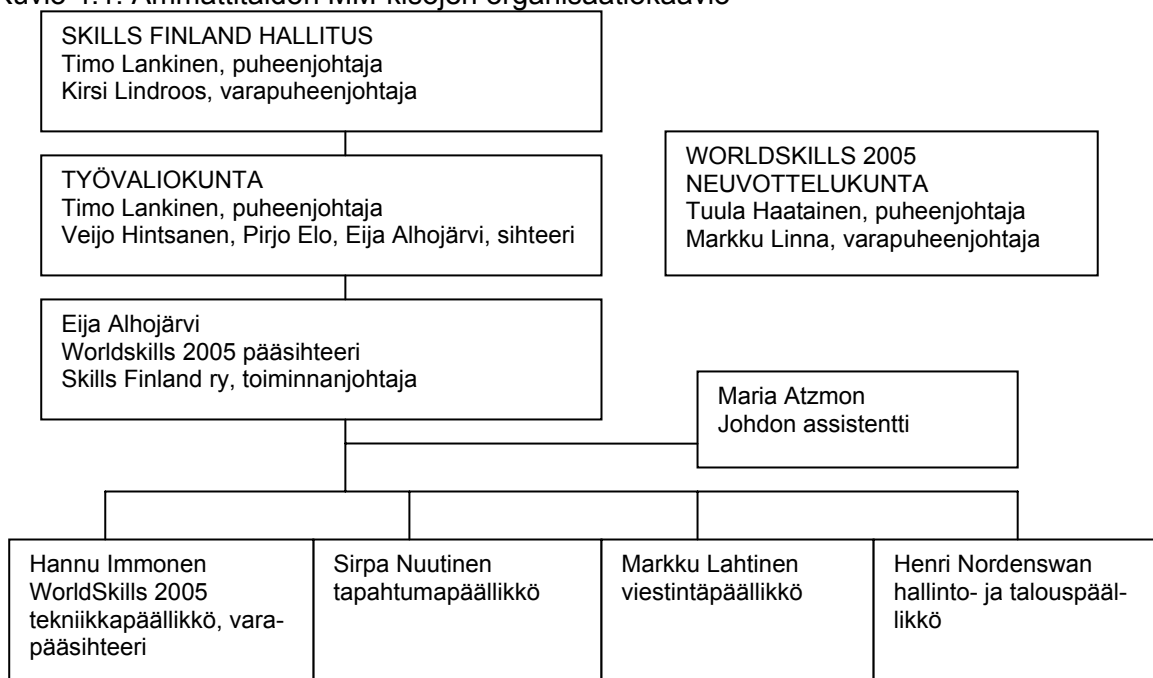 Kuvio 4.1. Ammattitaidon MM-kisojen organisaatiokaavio
SKILLS FINLAND HALLITUS
Timo Lankinen, puheenjohtaja
Kirsi Lindroos, varapuheenjohtaja
TYÖVALIOKUNTA
Timo Lankinen, puheenjohtaja
Veijo Hintsanen, Pirjo Elo, Eija Alhojärvi, sihteeri
WORLDSKILLS 2005
NEUVOTTELUKUNTA
Tuula Haatainen, puheenjohtaja
Markku Linna, varapuheenjohtaja
Eija Alhojärvi
Worldskills 2005 pääsihteeri
Skills Finland ry, toiminnanjohtaja
Maria Atzmon
Johdon assistentti
Hannu Immonen
WorldSkills 2005
tekniikkapäällikkö, vara-
pääsihteeri
Sirpa Nuutinen
tapahtumapäällikkö
Markku Lahtinen
viestintäpäällikkö
Henri Nordenswan
hallinto- ja talouspääl-
likkö